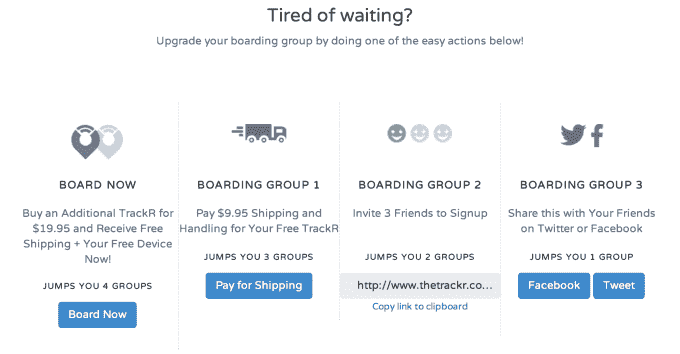 Tired of waiting?
Upgrade your boarding group by doing one of the easy actions below!
BOARD NOW
Buy an Additional TrackR for
$19.95 and Receive Free
Shipping + Your Free Device
Now!
JUMPS YOU 4 GROUPS
Board Now
BOARDING GROUP 1
Pay $9.95 Shipping and
Handling for Your Free TrackR
JUMPS YOU 3 GROUPS
Pay for Shipping
BOARDING GROUP 2
Invite 3 Friends to Signup
JUMPS YOU 2 GROUPS
http://www.thetrackr.co...
Copy link to clipboard
BOARDING GROUP 3
Share this with Your Friends
on Twitter or Facebook
JUMPS YOU 1 GROUP
Facebook
Tweet